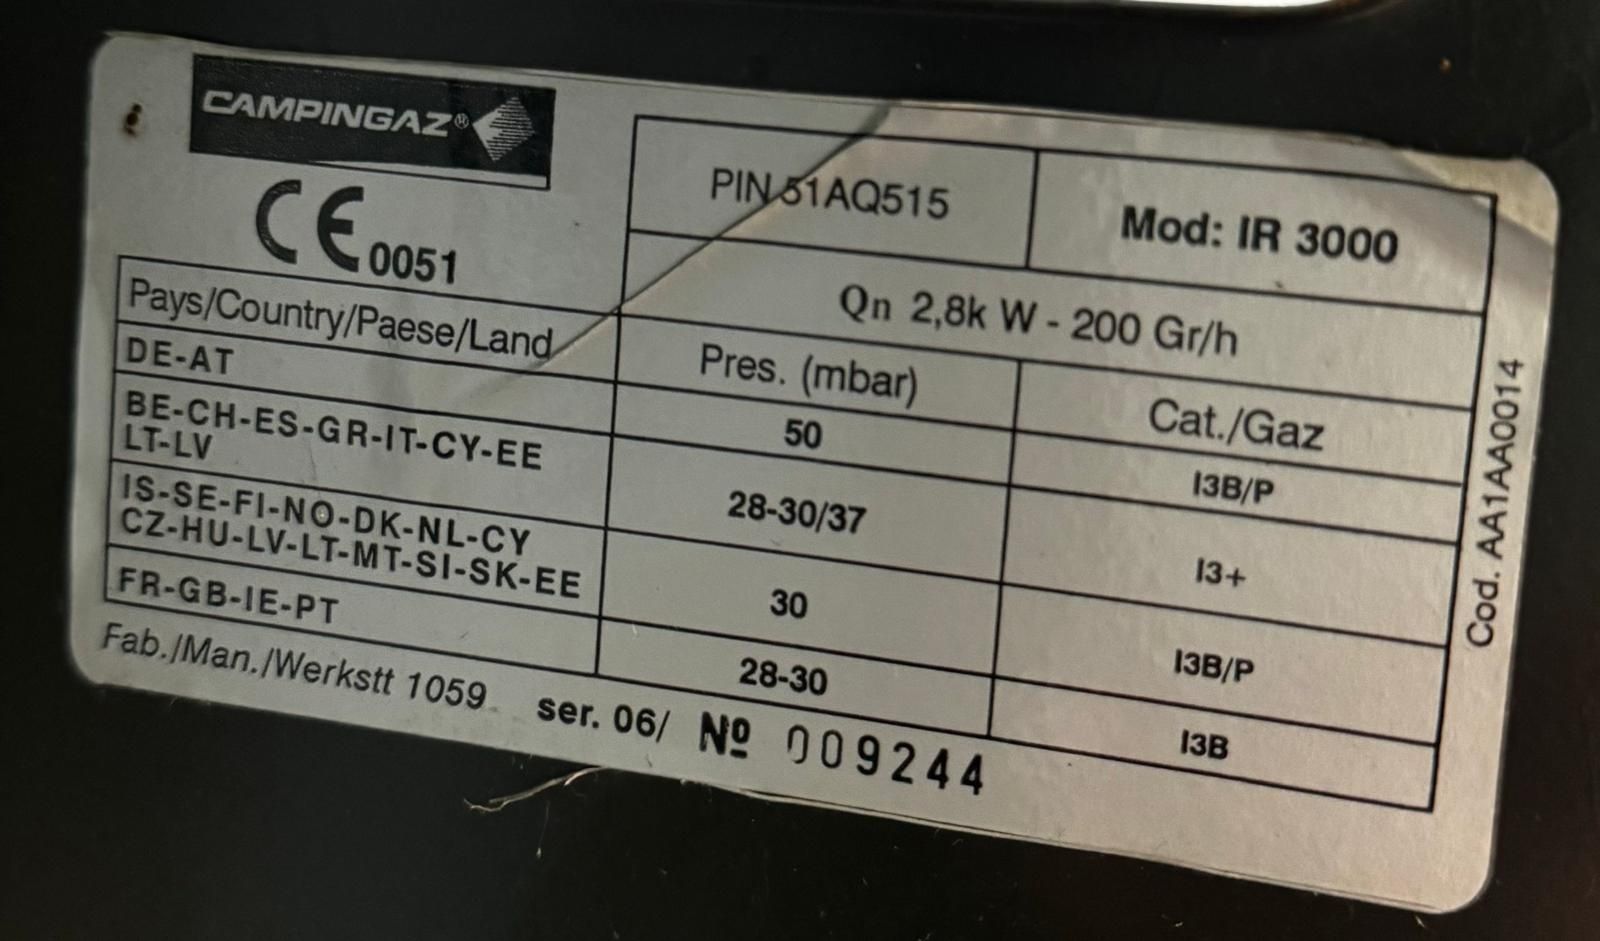 CAMPINGAZ®
CE 0051
PIN 51AQ515
Mod: IR 3000
Qn 2,8k W - 200 Gr/h
Pays/Country/Paese/Land
Pres. (mbar)
Cat./Gaz
DE-AT
50
I3B/P
BE-CH-ES-GR-IT-CY-EE
LT-LV
28-30/37
I3+
IS-SE-FI-NO-DK-NL-CY
CZ-HU-LV-LT-MT-SI-SK-EE
30
I3B/P
FR-GB-IE-PT
28-30
I3B
Fab./Man./Werkstt 1059
ser. 06/
Nº 009244
Cod. AA1AA0014